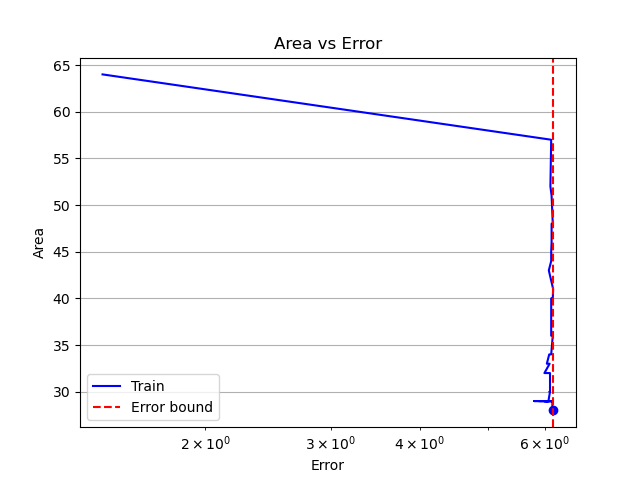 Area vs Error
65
60
55
50
45
40
35
30
Area
Train
Error bound
2 × 10⁰
3 × 10⁰
4 × 10⁰
6 × 10⁰
Error